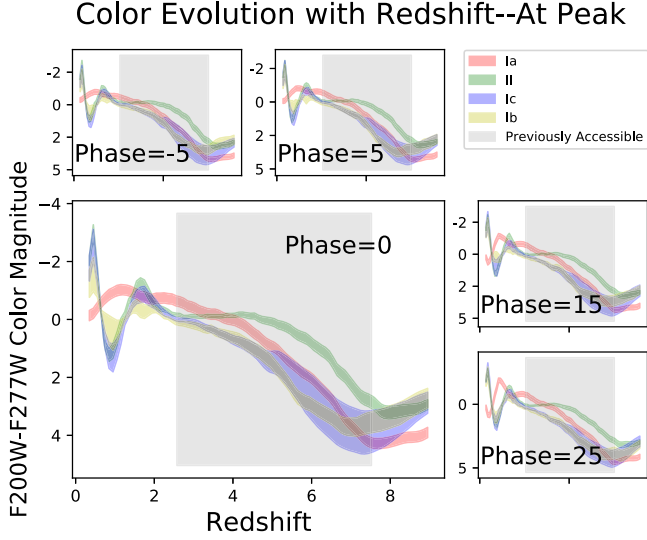 Color Evolution with Redshift--At Peak
-2
0
2
5
Phase=-5
-2
0
2
5
Phase=5
Ia
II
Ic
Ib
Previously Accessible
F200W-F277W Color Magnitude
−4
−2
0
2
4
Phase=0
0
2
4
6
8
Redshift
-2
0
2
5
Phase=15
0
5
Phase=25